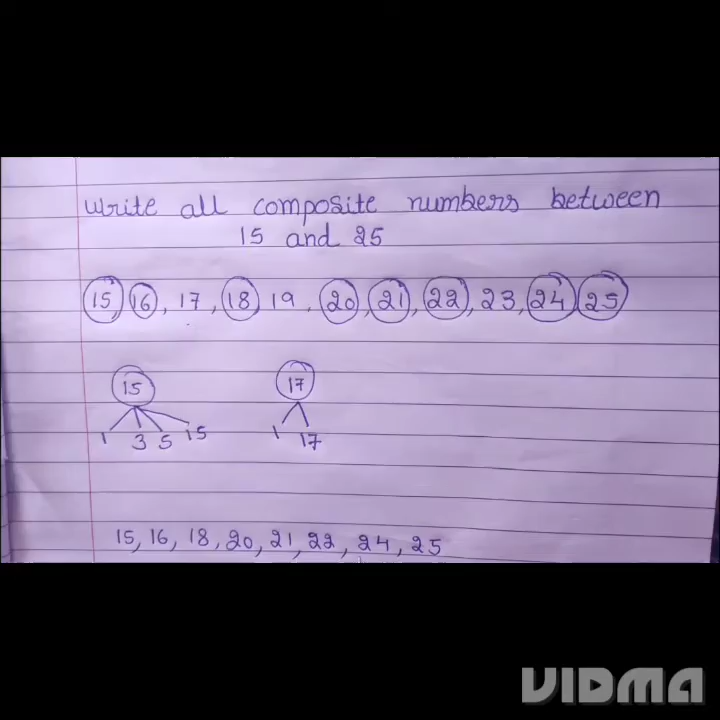 write all composite numbers between
15 and 25
15, 16, 17, 18, 19, 20, 21, 22, 23, 24, 25
15 17
1 3 5 15 1 17
15, 16, 18, 20, 21, 22, 24, 25
VIDMA